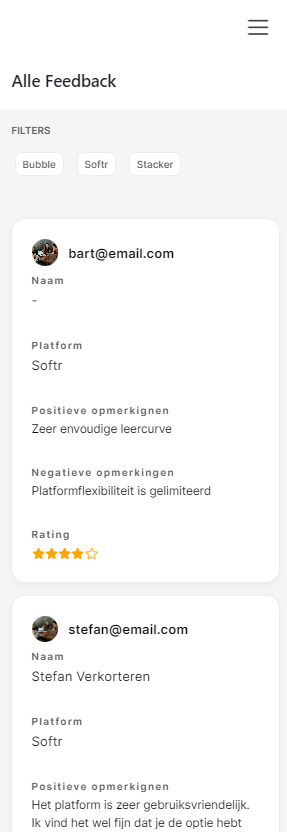 Alle Feedback
FILTERS
Bubble Softr Stacker
bart@email.com
Naam
-
Platform
Softr
Positieve opmerkignen
Zeer envoudige leercurve
Negatieve opmerkingen
Platformflexibiliteit is gelimiteerd
Rating
stefan@email.com
Naam
Stefan Verkorteren
Platform
Softr
Positieve opmerkignen
Het platform is zeer gebruiksvriendelijk.
Ik vind het wel fijn dat je de optie hebt